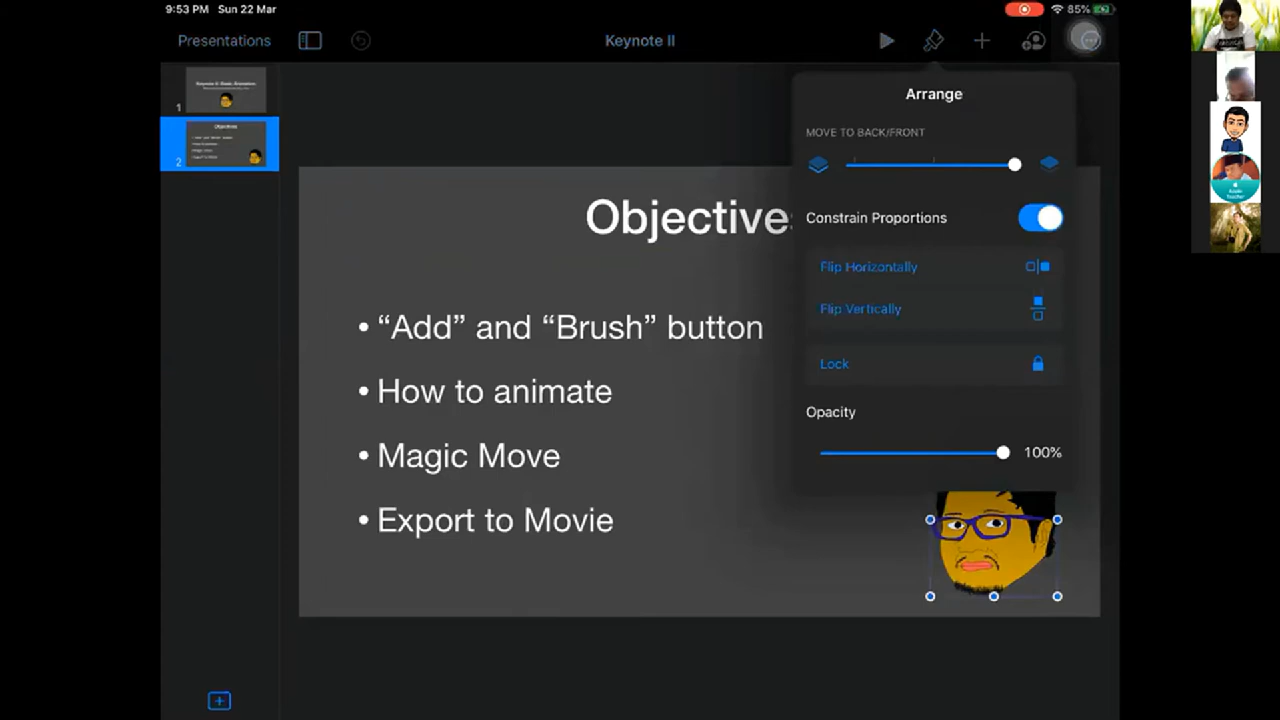 9:53 PM Sun 22 Mar
85%
Presentations
Keynote II
Arrange
MOVE TO BACK/FRONT
Constrain Proportions
Flip Horizontally
Flip Vertically
Lock
Opacity
100%
1
2
Objectives
Objectives
• “Add” and “Brush” button
• How to animate
• Magic Move
• Export to Movie